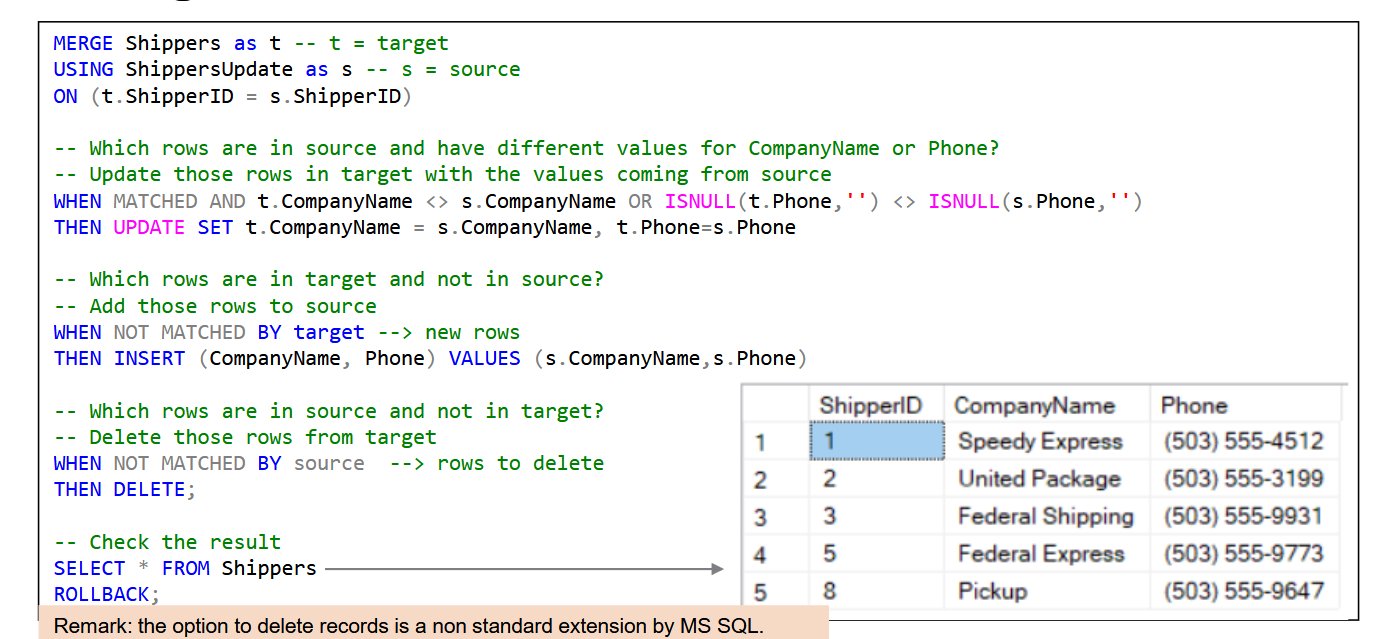 MERGE Shippers as t -- t = target
USING ShippersUpdate as s -- s = source
ON (t.ShipperID = s.ShipperID)
-- Which rows are in source and have different values for CompanyName or Phone?
-- Update those rows in target with the values coming from source
WHEN MATCHED AND t.CompanyName <> s.CompanyName OR ISNULL(t.Phone,'') <> ISNULL(s.Phone,'')
THEN UPDATE SET t.CompanyName = s.CompanyName, t.Phone=s.Phone
-- Which rows are in target and not in source?
-- Add those rows to source
WHEN NOT MATCHED BY target --> new rows
THEN INSERT (CompanyName, Phone) VALUES (s.CompanyName,s.Phone)
-- Which rows are in source and not in target?
-- Delete those rows from target
WHEN NOT MATCHED BY source --> rows to delete
THEN DELETE;
-- Check the result
SELECT * FROM Shippers
ROLLBACK;
ShipperID CompanyName Phone
1 1 Speedy Express (503) 555-4512
2 2 United Package (503) 555-3199
3 3 Federal Shipping (503) 555-9931
4 5 Federal Express (503) 555-9773
5 8 Pickup (503) 555-9647
Remark: the option to delete records is a non standard extension by MS SQL.